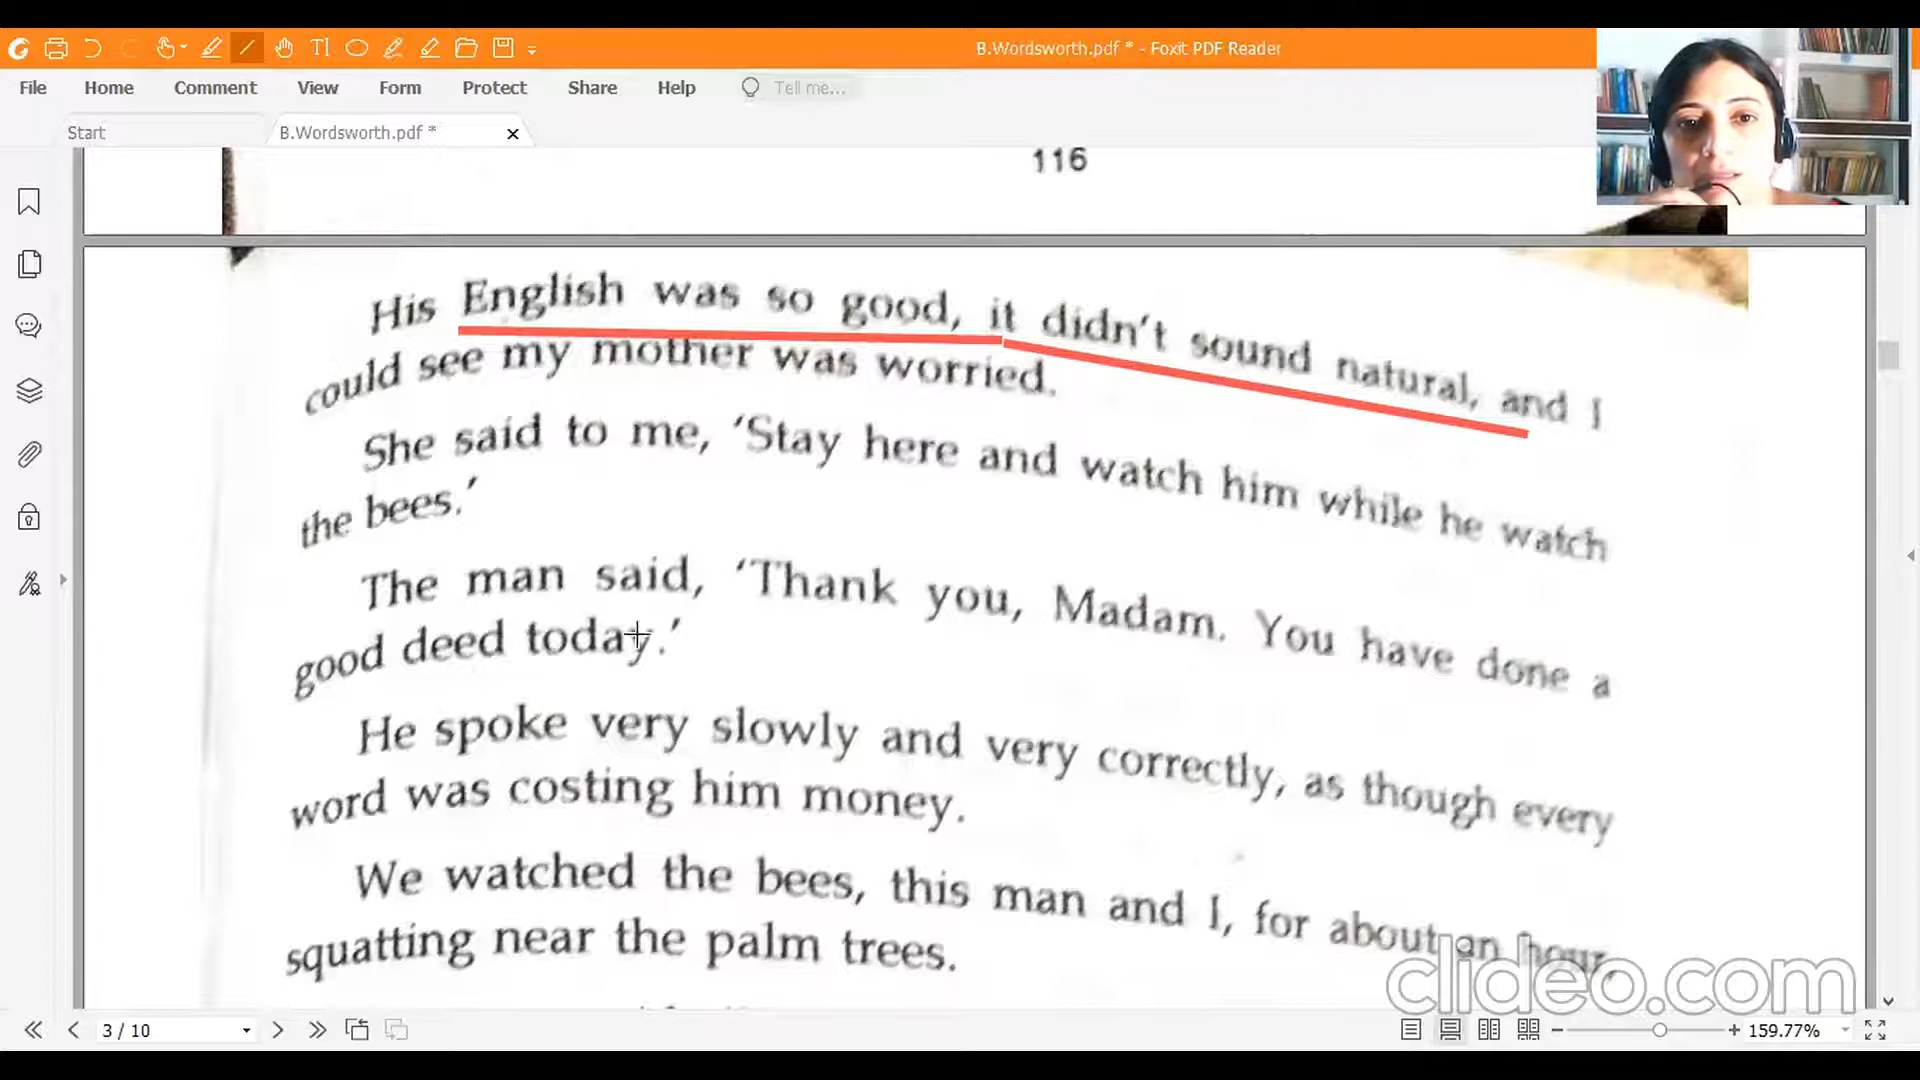 B.Wordsworth.pdf * - Foxit PDF Reader
File Home Comment View Form Protect Share Help Tell me...
Start B.Wordsworth.pdf *
116
His English was so good, it didn't sound natural, and I
could see my mother was worried.
She said to me, 'Stay here and watch him while he watch
the bees.'
The man said, 'Thank you, Madam. You have done a
good deed today.'
He spoke very slowly and very correctly, as though every
word was costing him money.
We watched the bees, this man and I, for about an hour,
squatting near the palm trees.
clideo.com
3 / 10 159.77%